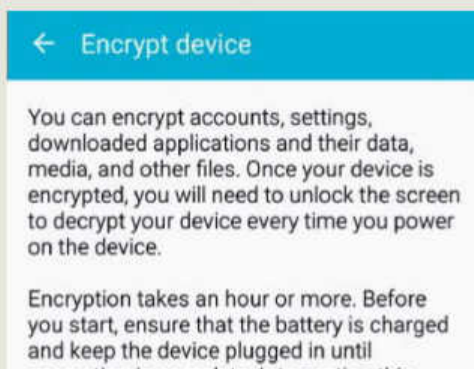 Encrypt device
You can encrypt accounts, settings,
downloaded applications and their data,
media, and other files. Once your device is
encrypted, you will need to unlock the screen
to decrypt your device every time you power
on the device.
Encryption takes an hour or more. Before
you start, ensure that the battery is charged
and keep the device plugged in until